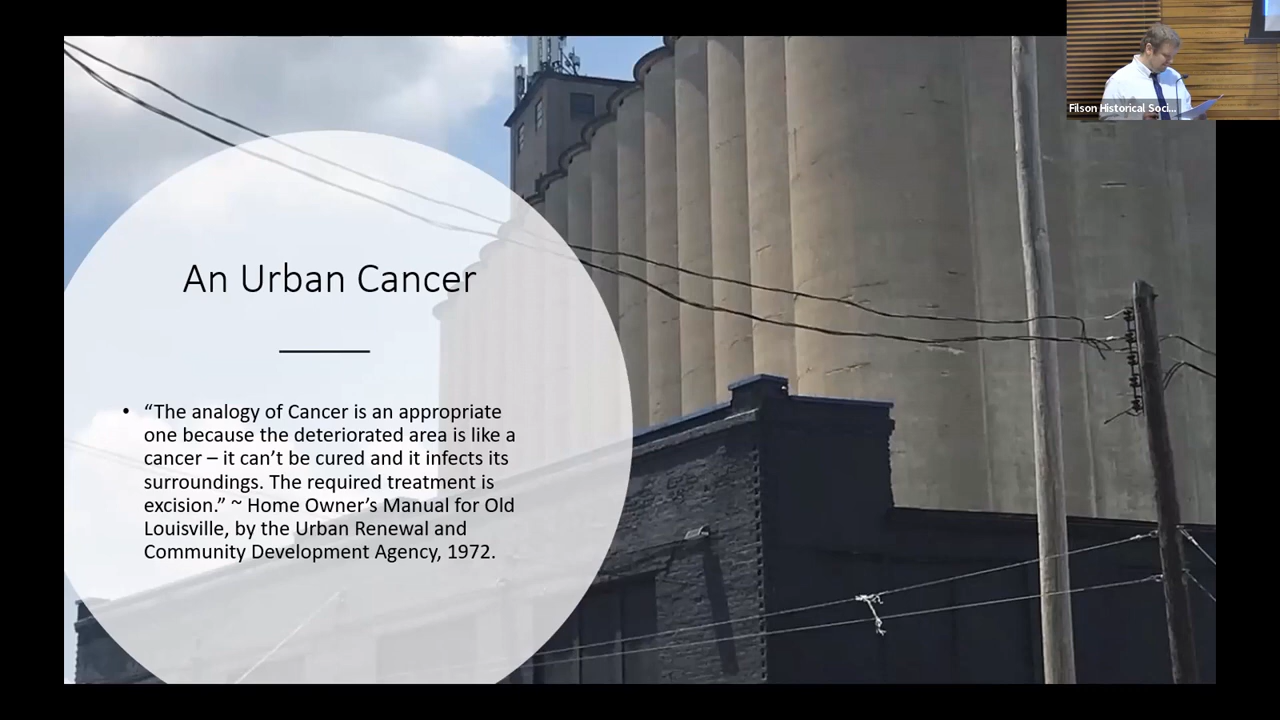 Filson Historical Soci...
An Urban Cancer
• “The analogy of Cancer is an appropriate
one because the deteriorated area is like a
cancer – it can’t be cured and it infects its
surroundings. The required treatment is
excision.” ~ Home Owner’s Manual for Old
Louisville, by the Urban Renewal and
Community Development Agency, 1972.